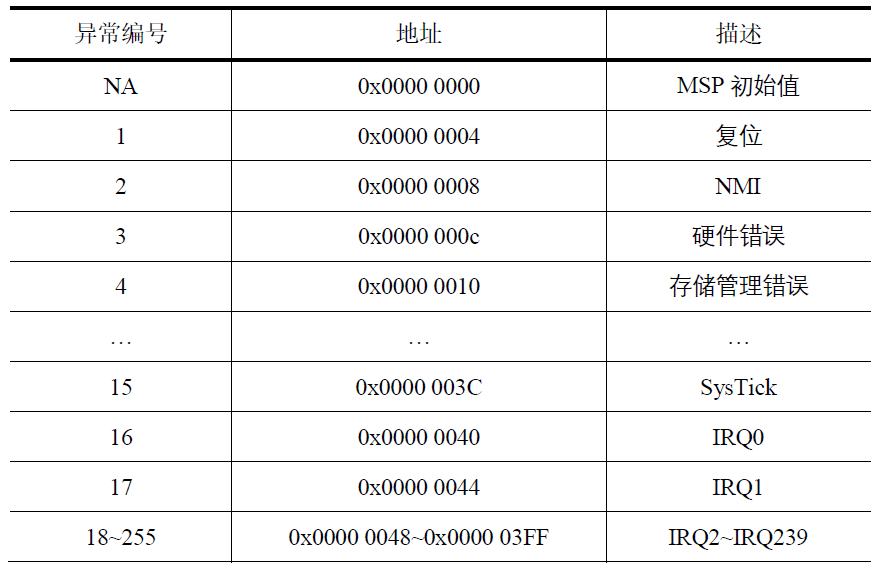 异常编号 地址 描述
NA 0x0000 0000 MSP 初始值
1 0x0000 0004 复位
2 0x0000 0008 NMI
3 0x0000 000c 硬件错误
4 0x0000 0010 存储管理错误
… … …
15 0x0000 003C SysTick
16 0x0000 0040 IRQ0
17 0x0000 0044 IRQ1
18~255 0x0000 0048~0x0000 03FF IRQ2~IRQ239